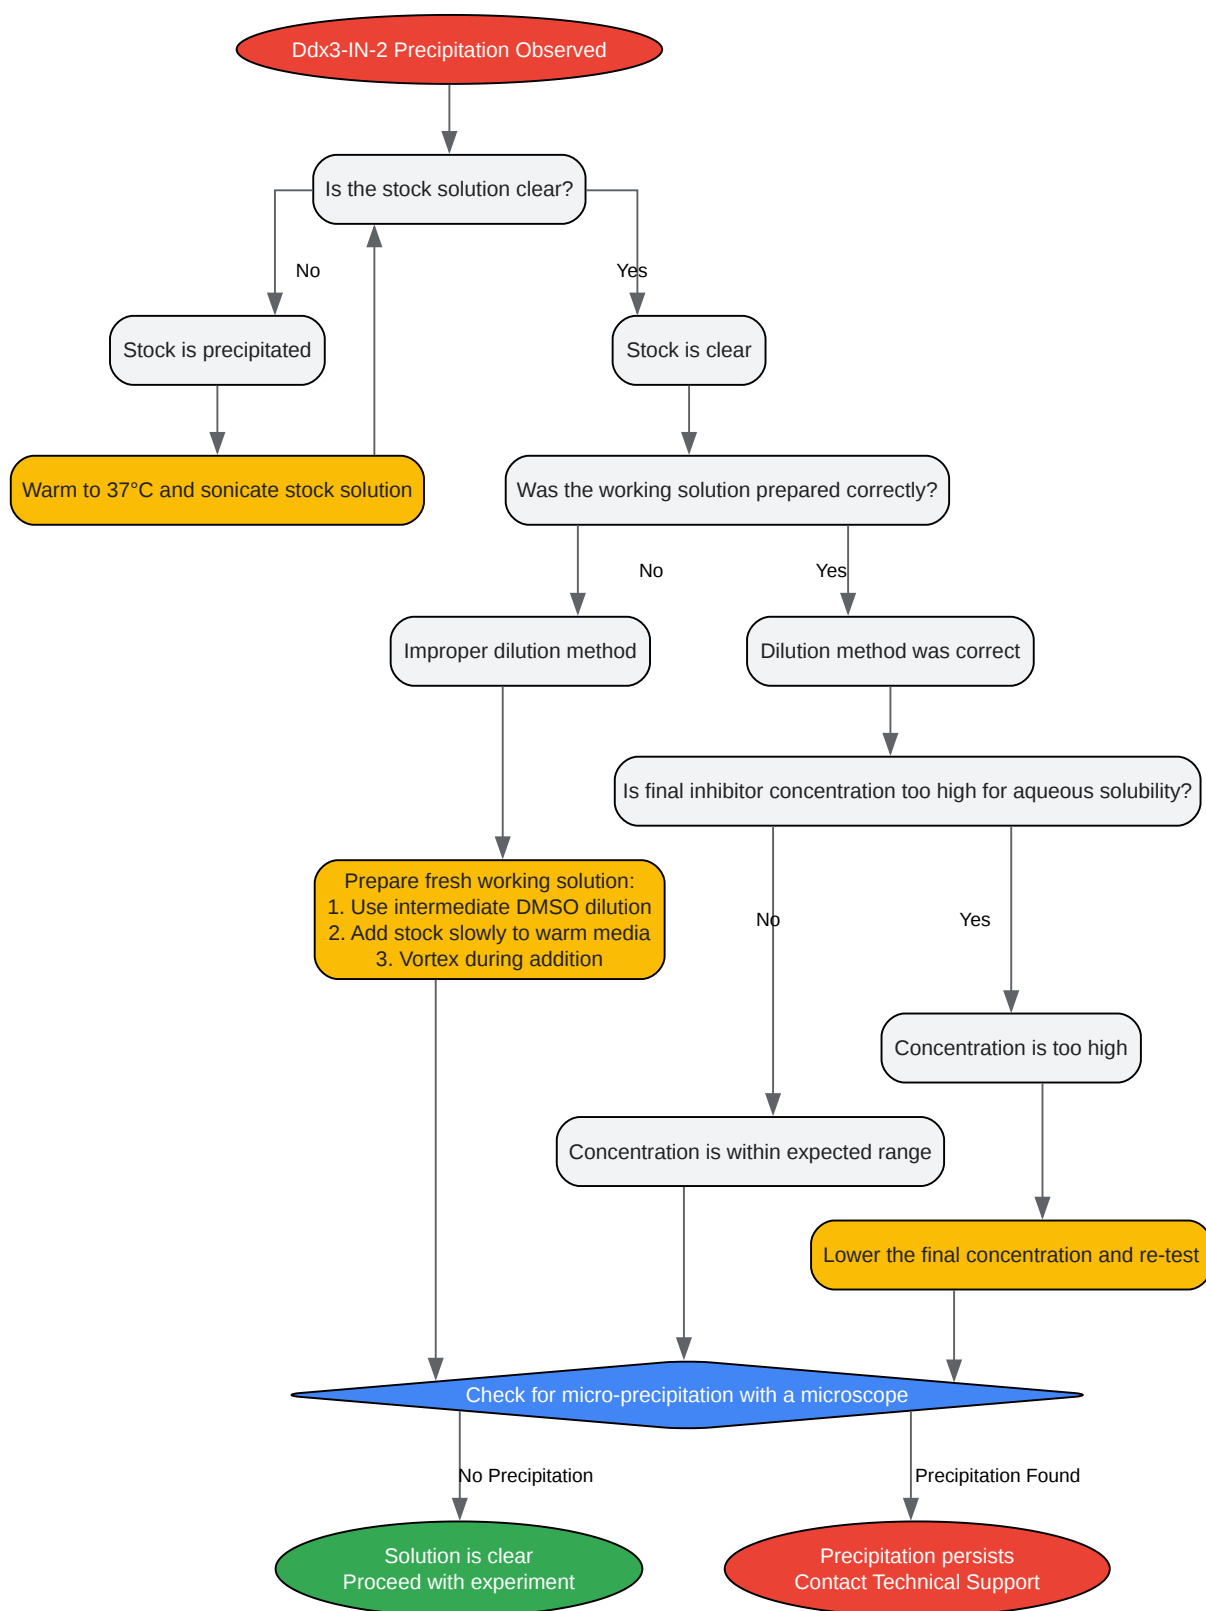 Ddx3-IN-2 Precipitation Observed
Is the stock solution clear?
No
Yes
Stock is precipitated
Stock is clear
Warm to 37°C and sonicate stock solution
Was the working solution prepared correctly?
No
Yes
Improper dilution method
Dilution method was correct
Is final inhibitor concentration too high for aqueous solubility?
Prepare fresh working solution:
1. Use intermediate DMSO dilution
2. Add stock slowly to warm media
3. Vortex during addition
No
Yes
Concentration is too high
Concentration is within expected range
Lower the final concentration and re-test
Check for micro-precipitation with a microscope
No Precipitation
Precipitation Found
Solution is clear
Proceed with experiment
Precipitation persists
Contact Technical Support